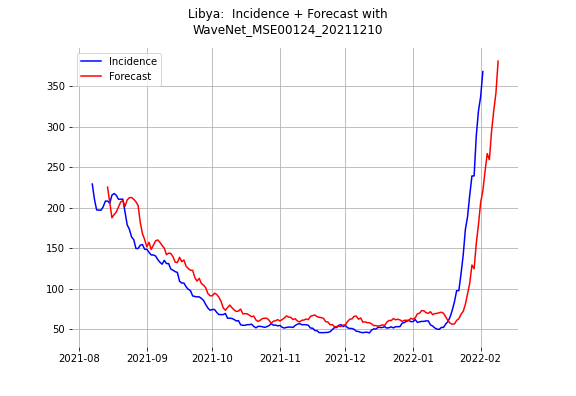 Libya:  Incidence + Forecast with
WaveNet_MSE00124_20211210
Incidence
Forecast
350
300
250
200
150
100
50
2021-08 2021-09 2021-10 2021-11 2021-12 2022-01 2022-02